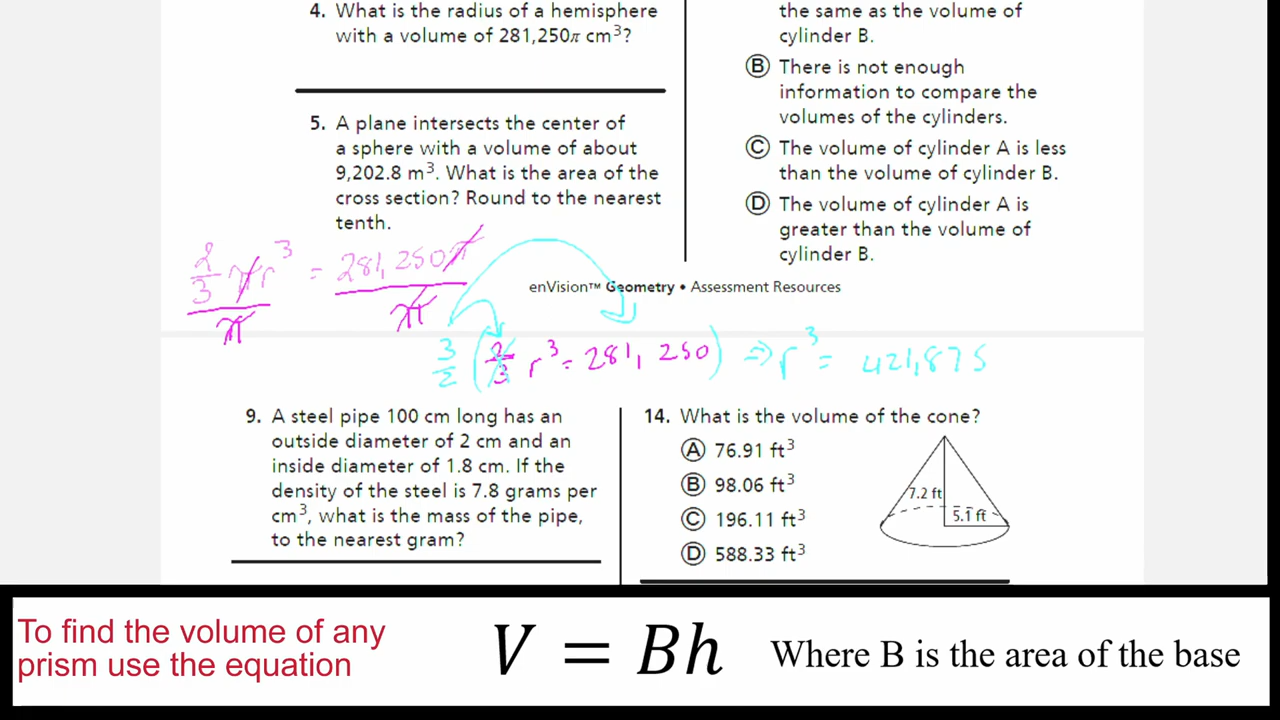 4. What is the radius of a hemisphere
with a volume of 281,250π cm³?
5. A plane intersects the center of
a sphere with a volume of about
9,202.8 m³. What is the area of the
cross section? Round to the nearest
tenth.
the same as the volume of
cylinder B.
Ⓑ There is not enough
information to compare the
volumes of the cylinders.
Ⓒ The volume of cylinder A is less
than the volume of cylinder B.
Ⓓ The volume of cylinder A is
greater than the volume of
cylinder B.
2/3 πr³ / π = 281,250π / π
enVision™ Geometry • Assessment Resources
3/2 (2/3 r³ = 281,250) ⇒ r³ = 421,875
9. A steel pipe 100 cm long has an
outside diameter of 2 cm and an
inside diameter of 1.8 cm. If the
density of the steel is 7.8 grams per
cm³, what is the mass of the pipe,
to the nearest gram?
14. What is the volume of the cone?
Ⓐ 76.91 ft³
Ⓑ 98.06 ft³
Ⓒ 196.11 ft³
Ⓓ 588.33 ft³
7.2 ft
5.1 ft
To find the volume of any
prism use the equation
V = Bh
Where B is the area of the base